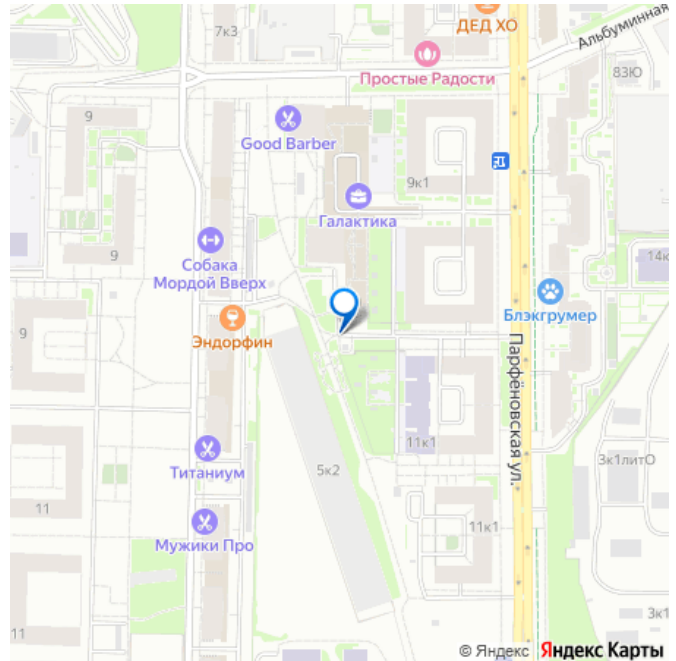 ДЕД ХО
7к3
Альбуминная
Простые Радости
83Ю
9
Good Barber
9к1
Галактика
Собака
Мордой Вверх
9
14к
Блэкгрумер
Эндорфин
9
Парфёновская ул.
11к1
Титаниум
5к2
3к1литО
11
11к1
Мужики Про
3к1
11
© Яндекс Яндекс Карты